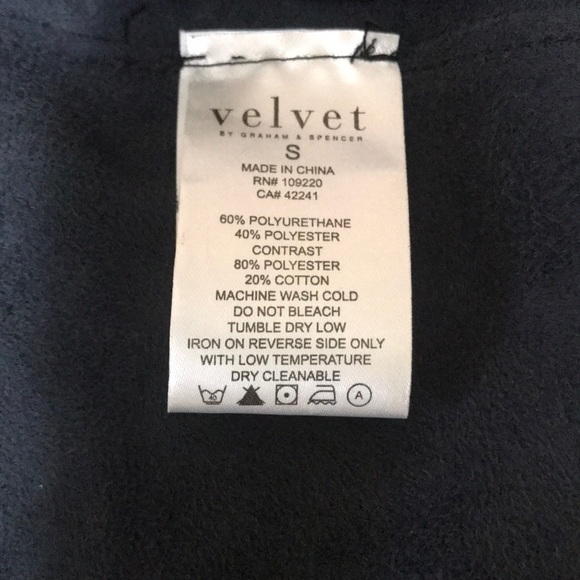 velvet
BY GRAHAM & SPENCER
S
MADE IN CHINA
RN# 109220
CA# 42241
60% POLYURETHANE
40% POLYESTER
CONTRAST
80% POLYESTER
20% COTTON
MACHINE WASH COLD
DO NOT BLEACH
TUMBLE DRY LOW
IRON ON REVERSE SIDE ONLY
WITH LOW TEMPERATURE
DRY CLEANABLE
40 A